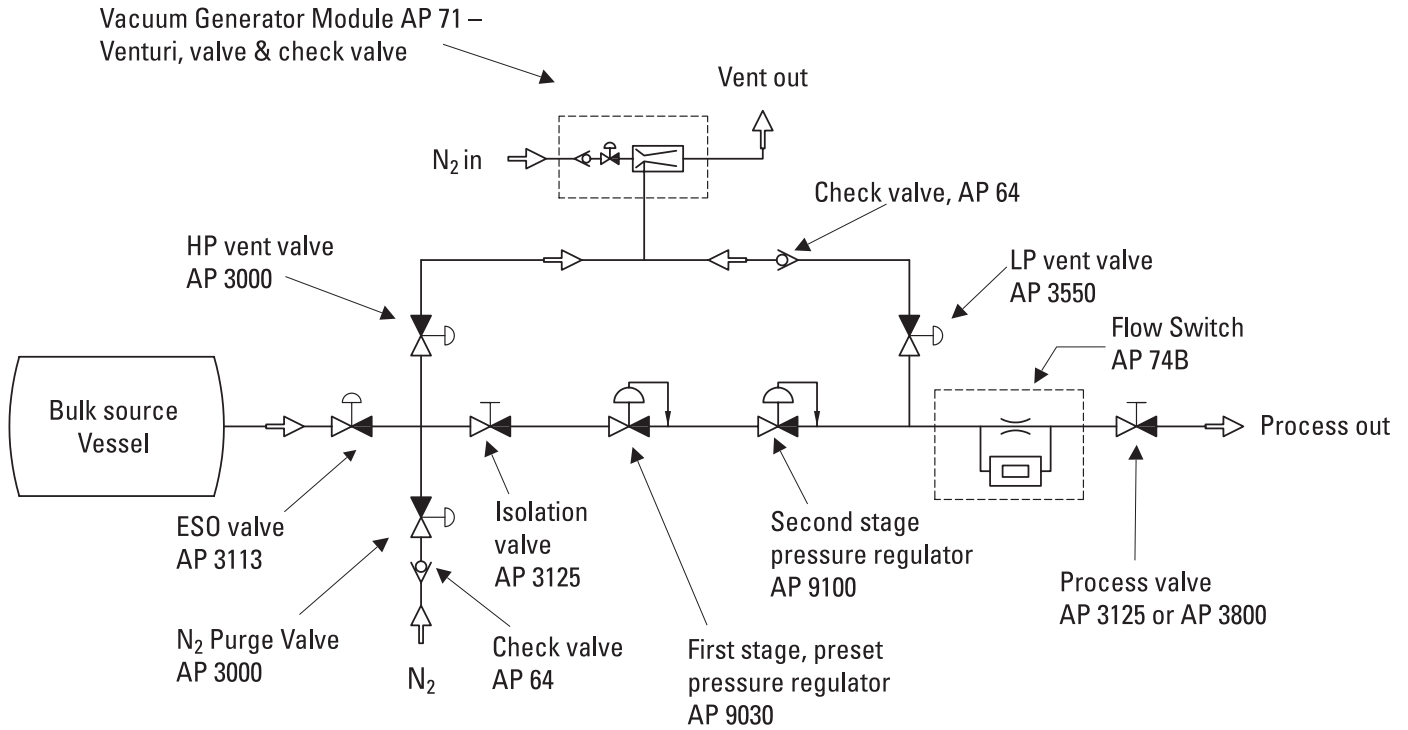 Vacuum Generator Module AP 71 –
Venturi, valve & check valve
Vent out
N₂ in
Check valve, AP 64
HP vent valve
AP 3000
LP vent valve
AP 3550
Flow Switch
AP 74B
Bulk source
Vessel
Process out
ESO valve
AP 3113
Isolation
valve
AP 3125
Second stage
pressure regulator
AP 9100
Process valve
AP 3125 or AP 3800
N₂ Purge Valve
AP 3000
N₂
Check valve
AP 64
First stage, preset
pressure regulator
AP 9030